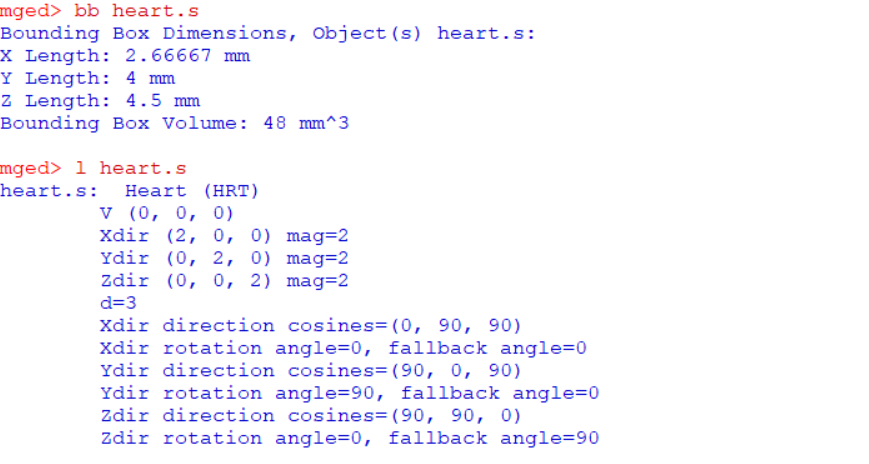 mged> bb heart.s
Bounding Box Dimensions, Object(s) heart.s:
X Length: 2.66667 mm
Y Length: 4 mm
Z Length: 4.5 mm
Bounding Box Volume: 48 mm^3
mged> l heart.s
heart.s:  Heart (HRT)
V (0, 0, 0)
Xdir (2, 0, 0) mag=2
Ydir (0, 2, 0) mag=2
Zdir (0, 0, 2) mag=2
d=3
Xdir direction cosines=(0, 90, 90)
Xdir rotation angle=0, fallback angle=0
Ydir direction cosines=(90, 0, 90)
Ydir rotation angle=90, fallback angle=0
Zdir direction cosines=(90, 90, 0)
Zdir rotation angle=0, fallback angle=90